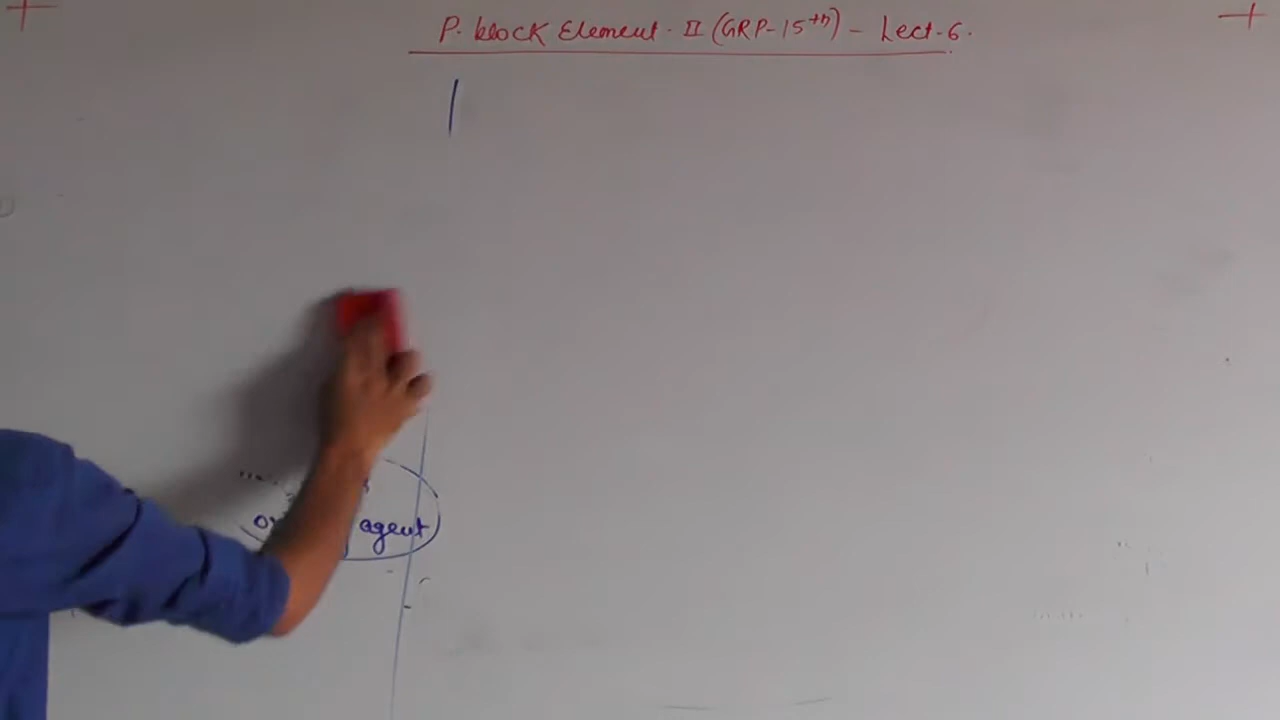 P. block Element. II (GRP-15th) - Lect. 6.
agent